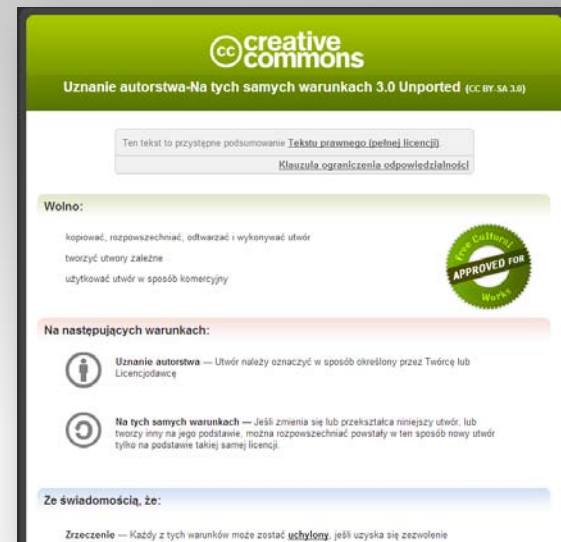 cc creative commons
Uznanie autorstwa-Na tych samych warunkach 3.0 Unported (CC BY-SA 3.0)
Ten tekst to przystępne podsumowanie Tekstu prawnego (pełnej licencji).
Klauzula ograniczenia odpowiedzialności
Wolno:
kopiować, rozpowszechniać, odtwarzać i wykonywać utwór
tworzyć utwory zależne
użytkować utwór w sposób komercyjny
Free Cultural
APPROVED FOR
Works
Na następujących warunkach:
Uznanie autorstwa — Utwór należy oznaczyć w sposób określony przez Twórcę lub
Licencjodawcę
Na tych samych warunkach — Jeśli zmienia się lub przekształca niniejszy utwór, lub
tworzy inny na jego podstawie, można rozpowszechniać powstały w ten sposób nowy utwór
tylko na podstawie takiej samej licencji.
Ze świadomością, że:
Zrzeczenie — Każdy z tych warunków może zostać uchylony, jeśli uzyska się zezwolenie